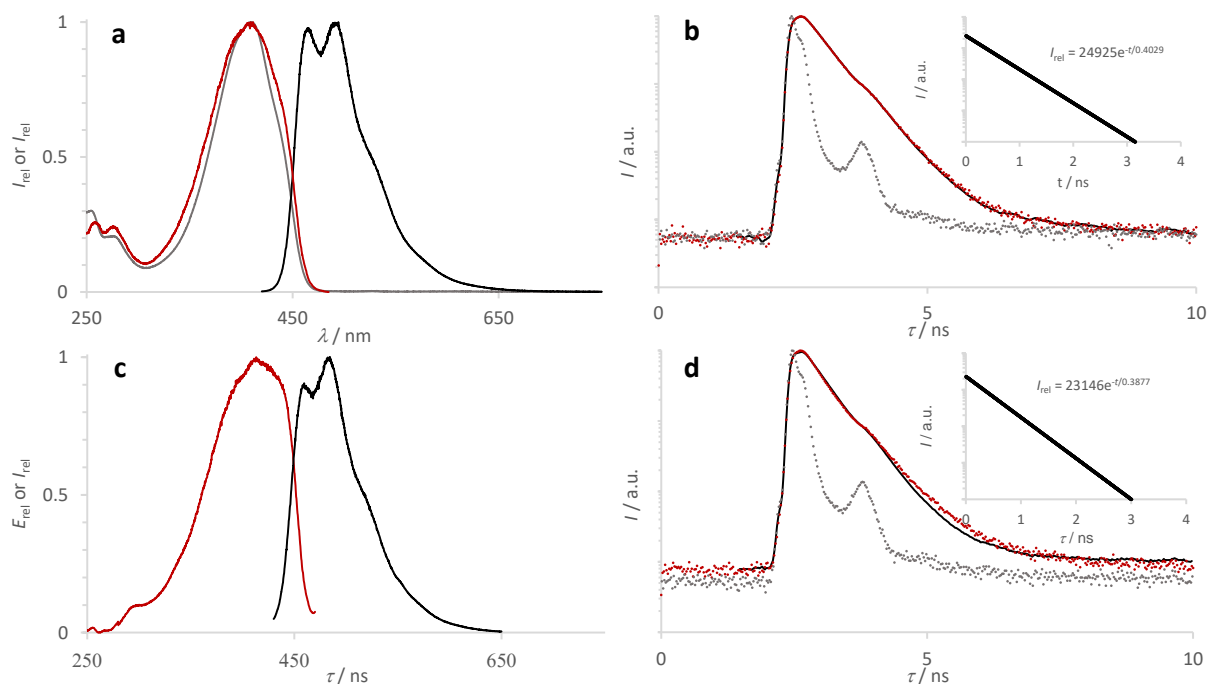 a
1
0.5
0
I_rel or I_rel
250
450
650
λ / nm
b
I / a.u.
0
5
10
τ / ns
I_rel = 24925e^-t/0.4029
I / a.u.
0
1
2
3
4
t / ns
c
1
0.5
0
E_rel or I_rel
250
450
650
τ / ns
d
I / a.u.
0
5
10
τ / ns
I_rel = 23146e^-t/0.3877
I / a.u.
0
1
2
3
4
τ / ns